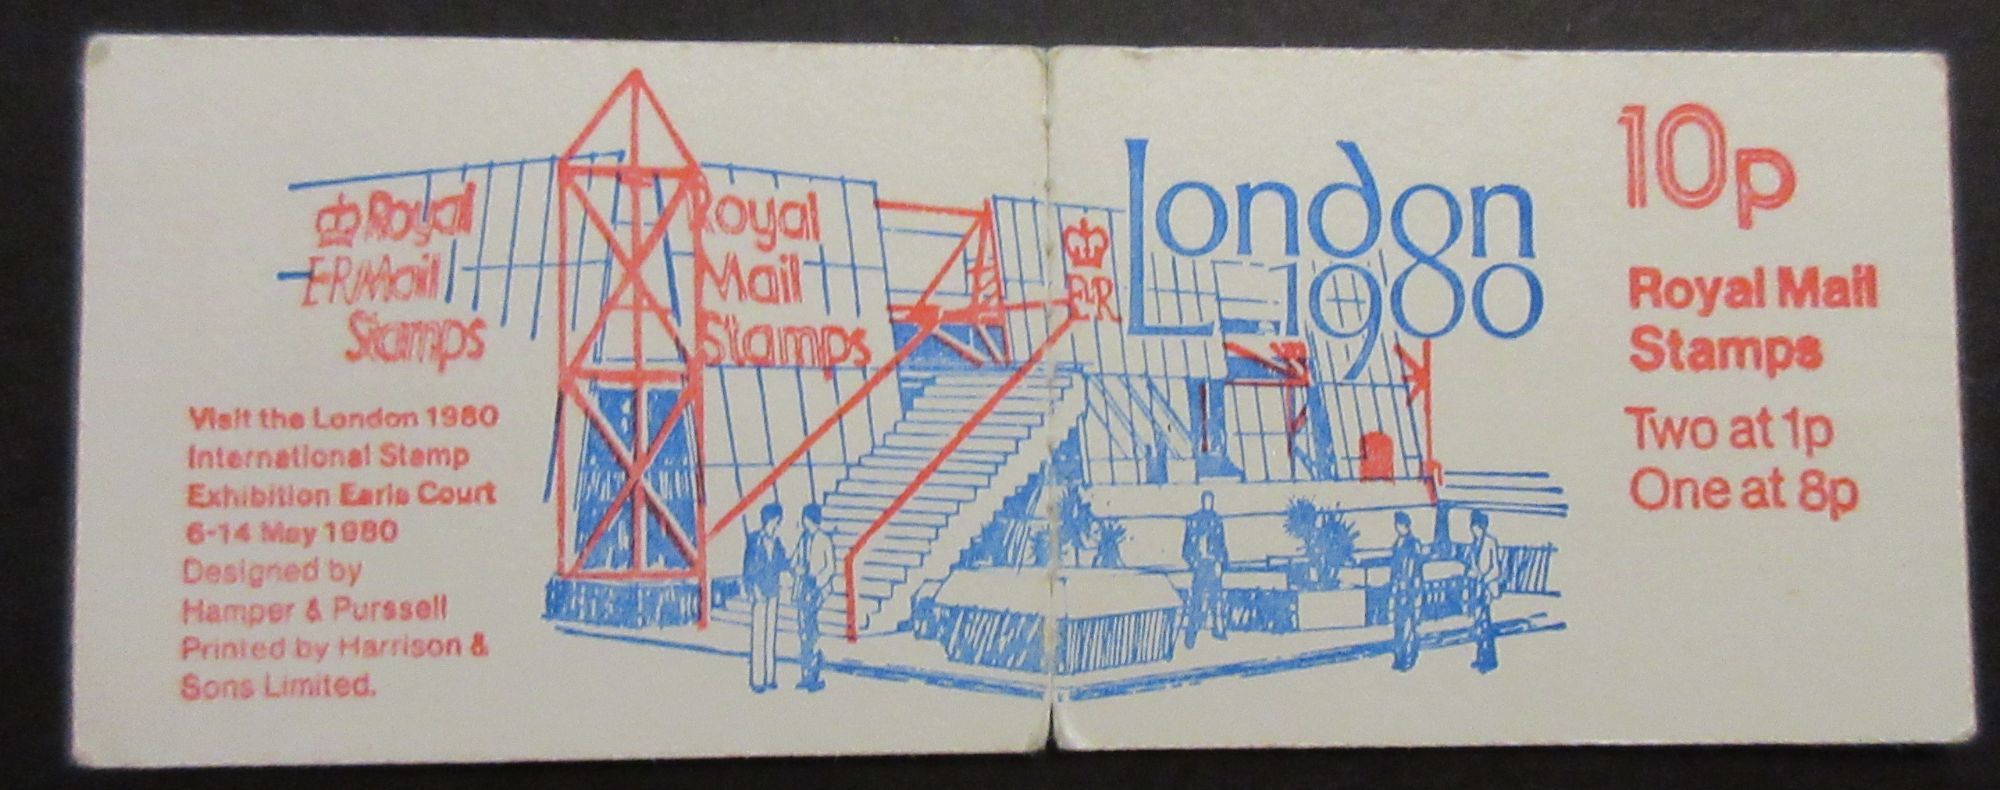 Royal
E·R Mail
Stamps
Royal
Mail
Stamps
Visit the London 1980
International Stamp
Exhibition Earls Court
6-14 May 1980
Designed by
Hamper & Purssell
Printed by Harrison &
Sons Limited.
E·R
London
1980
10p
Royal Mail
Stamps
Two at 1p
One at 8p